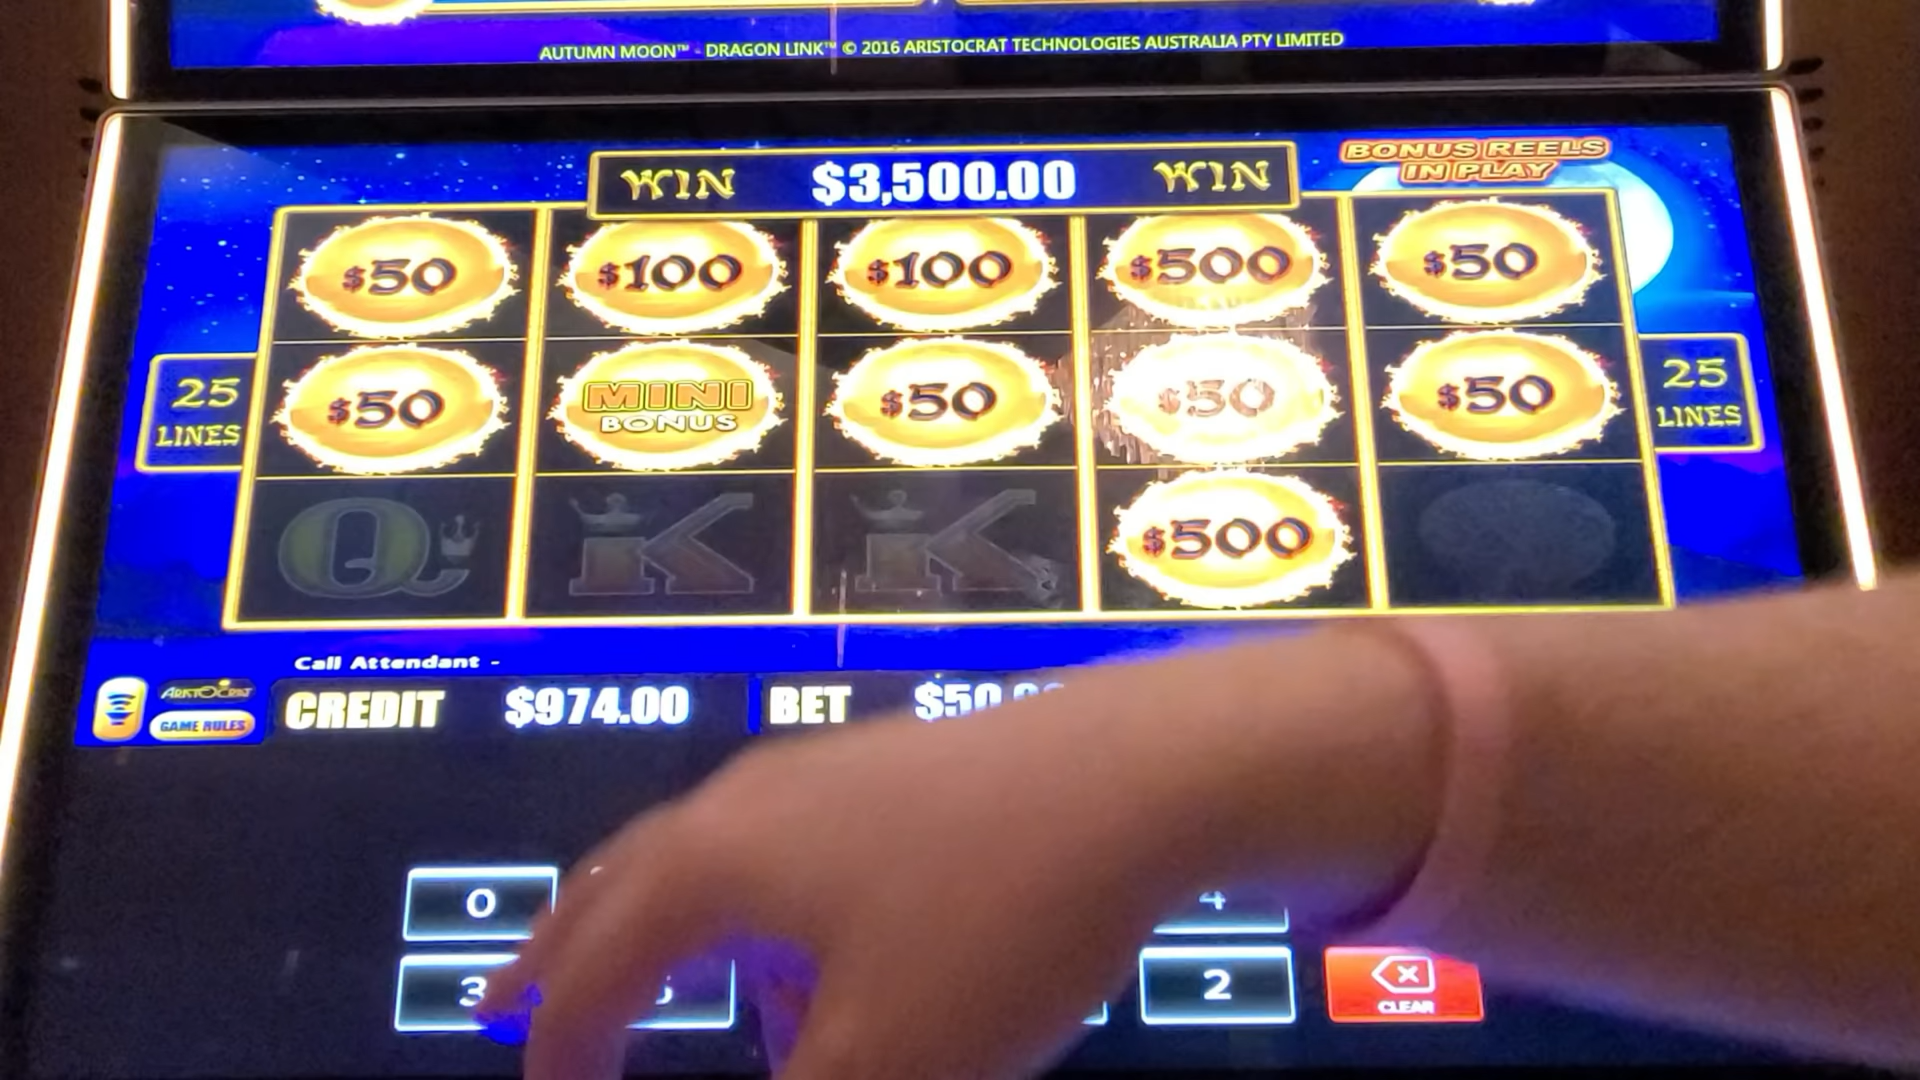 AUTUMN MOON™ - DRAGON LINK™ © 2016 ARISTOCRAT TECHNOLOGIES AUSTRALIA PTY LIMITED
WIN $3,500.00 WIN
BONUS REELS
IN PLAY
$50 $100 $100 $500 $50
25 LINES
$50 MINI BONUS $50 $50 $50
25 LINES
Q K K $500
Call Attendant -
ARISTOCRAT
GAME RULES
CREDIT $974.00 BET
0 4
3 2
CLEAR